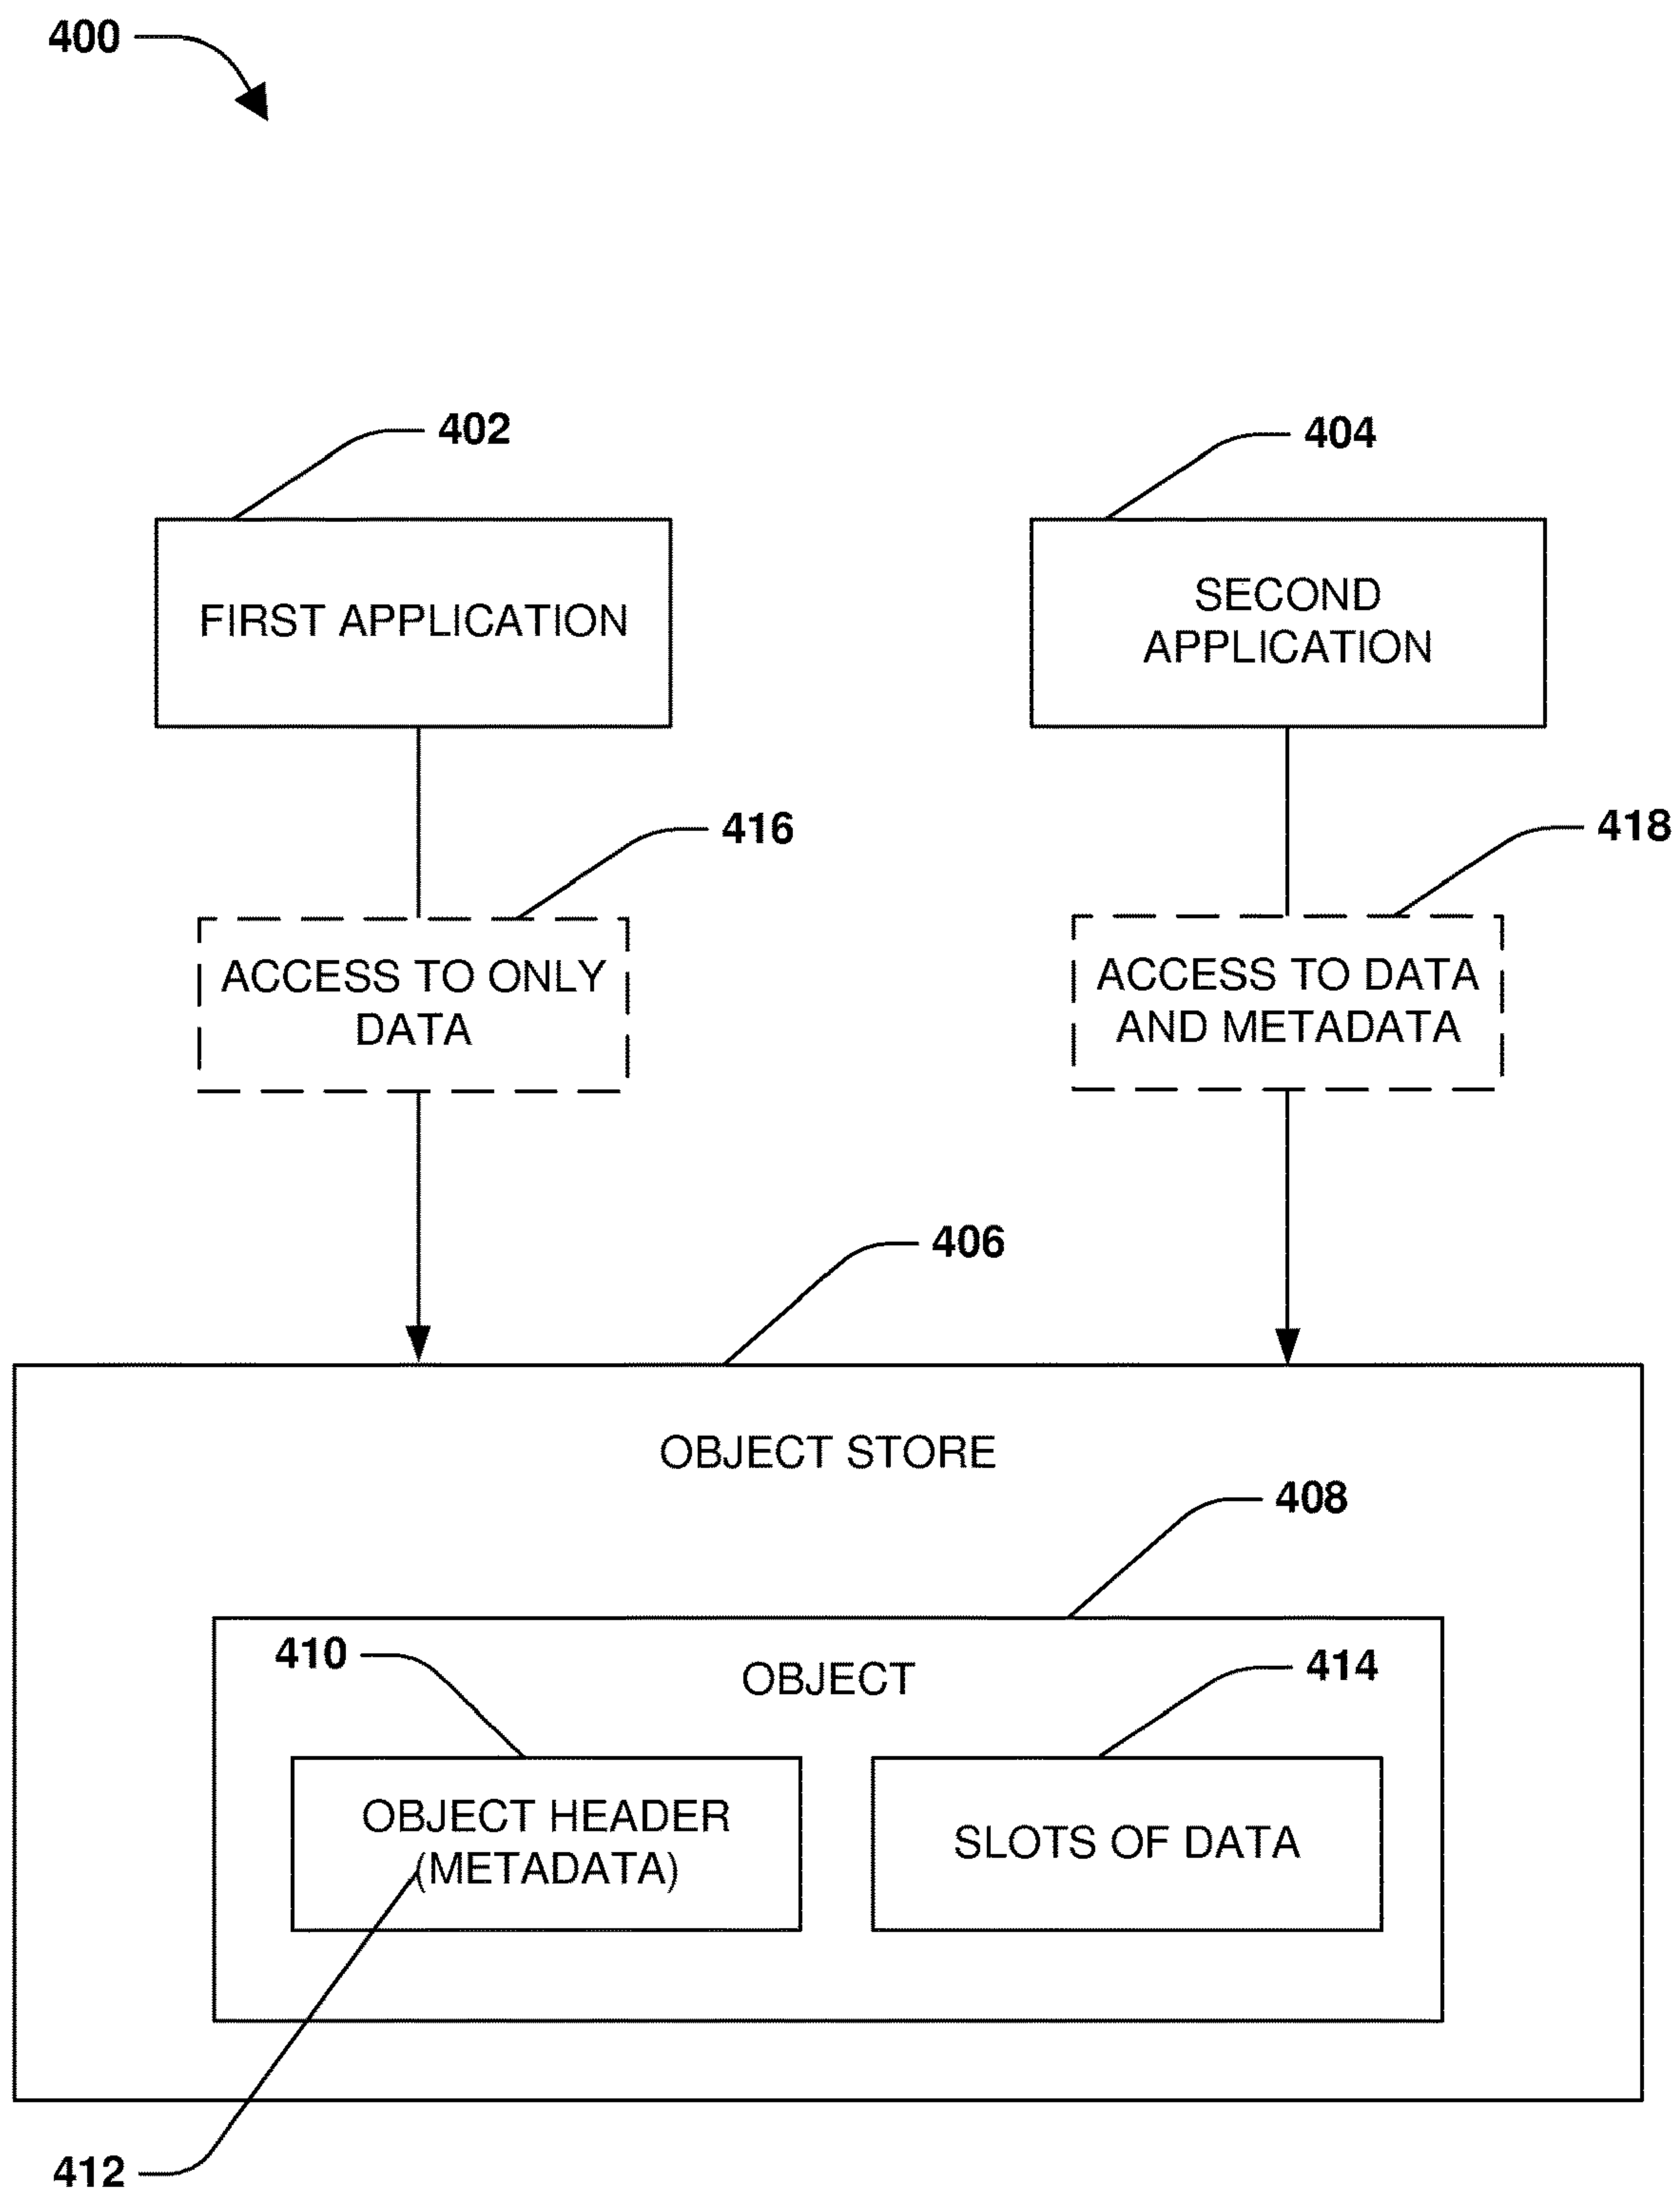 400
402
404
FIRST APPLICATION
SECOND
APPLICATION
416
418
ACCESS TO ONLY
DATA
ACCESS TO DATA
AND METADATA
406
OBJECT STORE
408
410
OBJECT
414
OBJECT HEADER
(METADATA)
SLOTS OF DATA
412